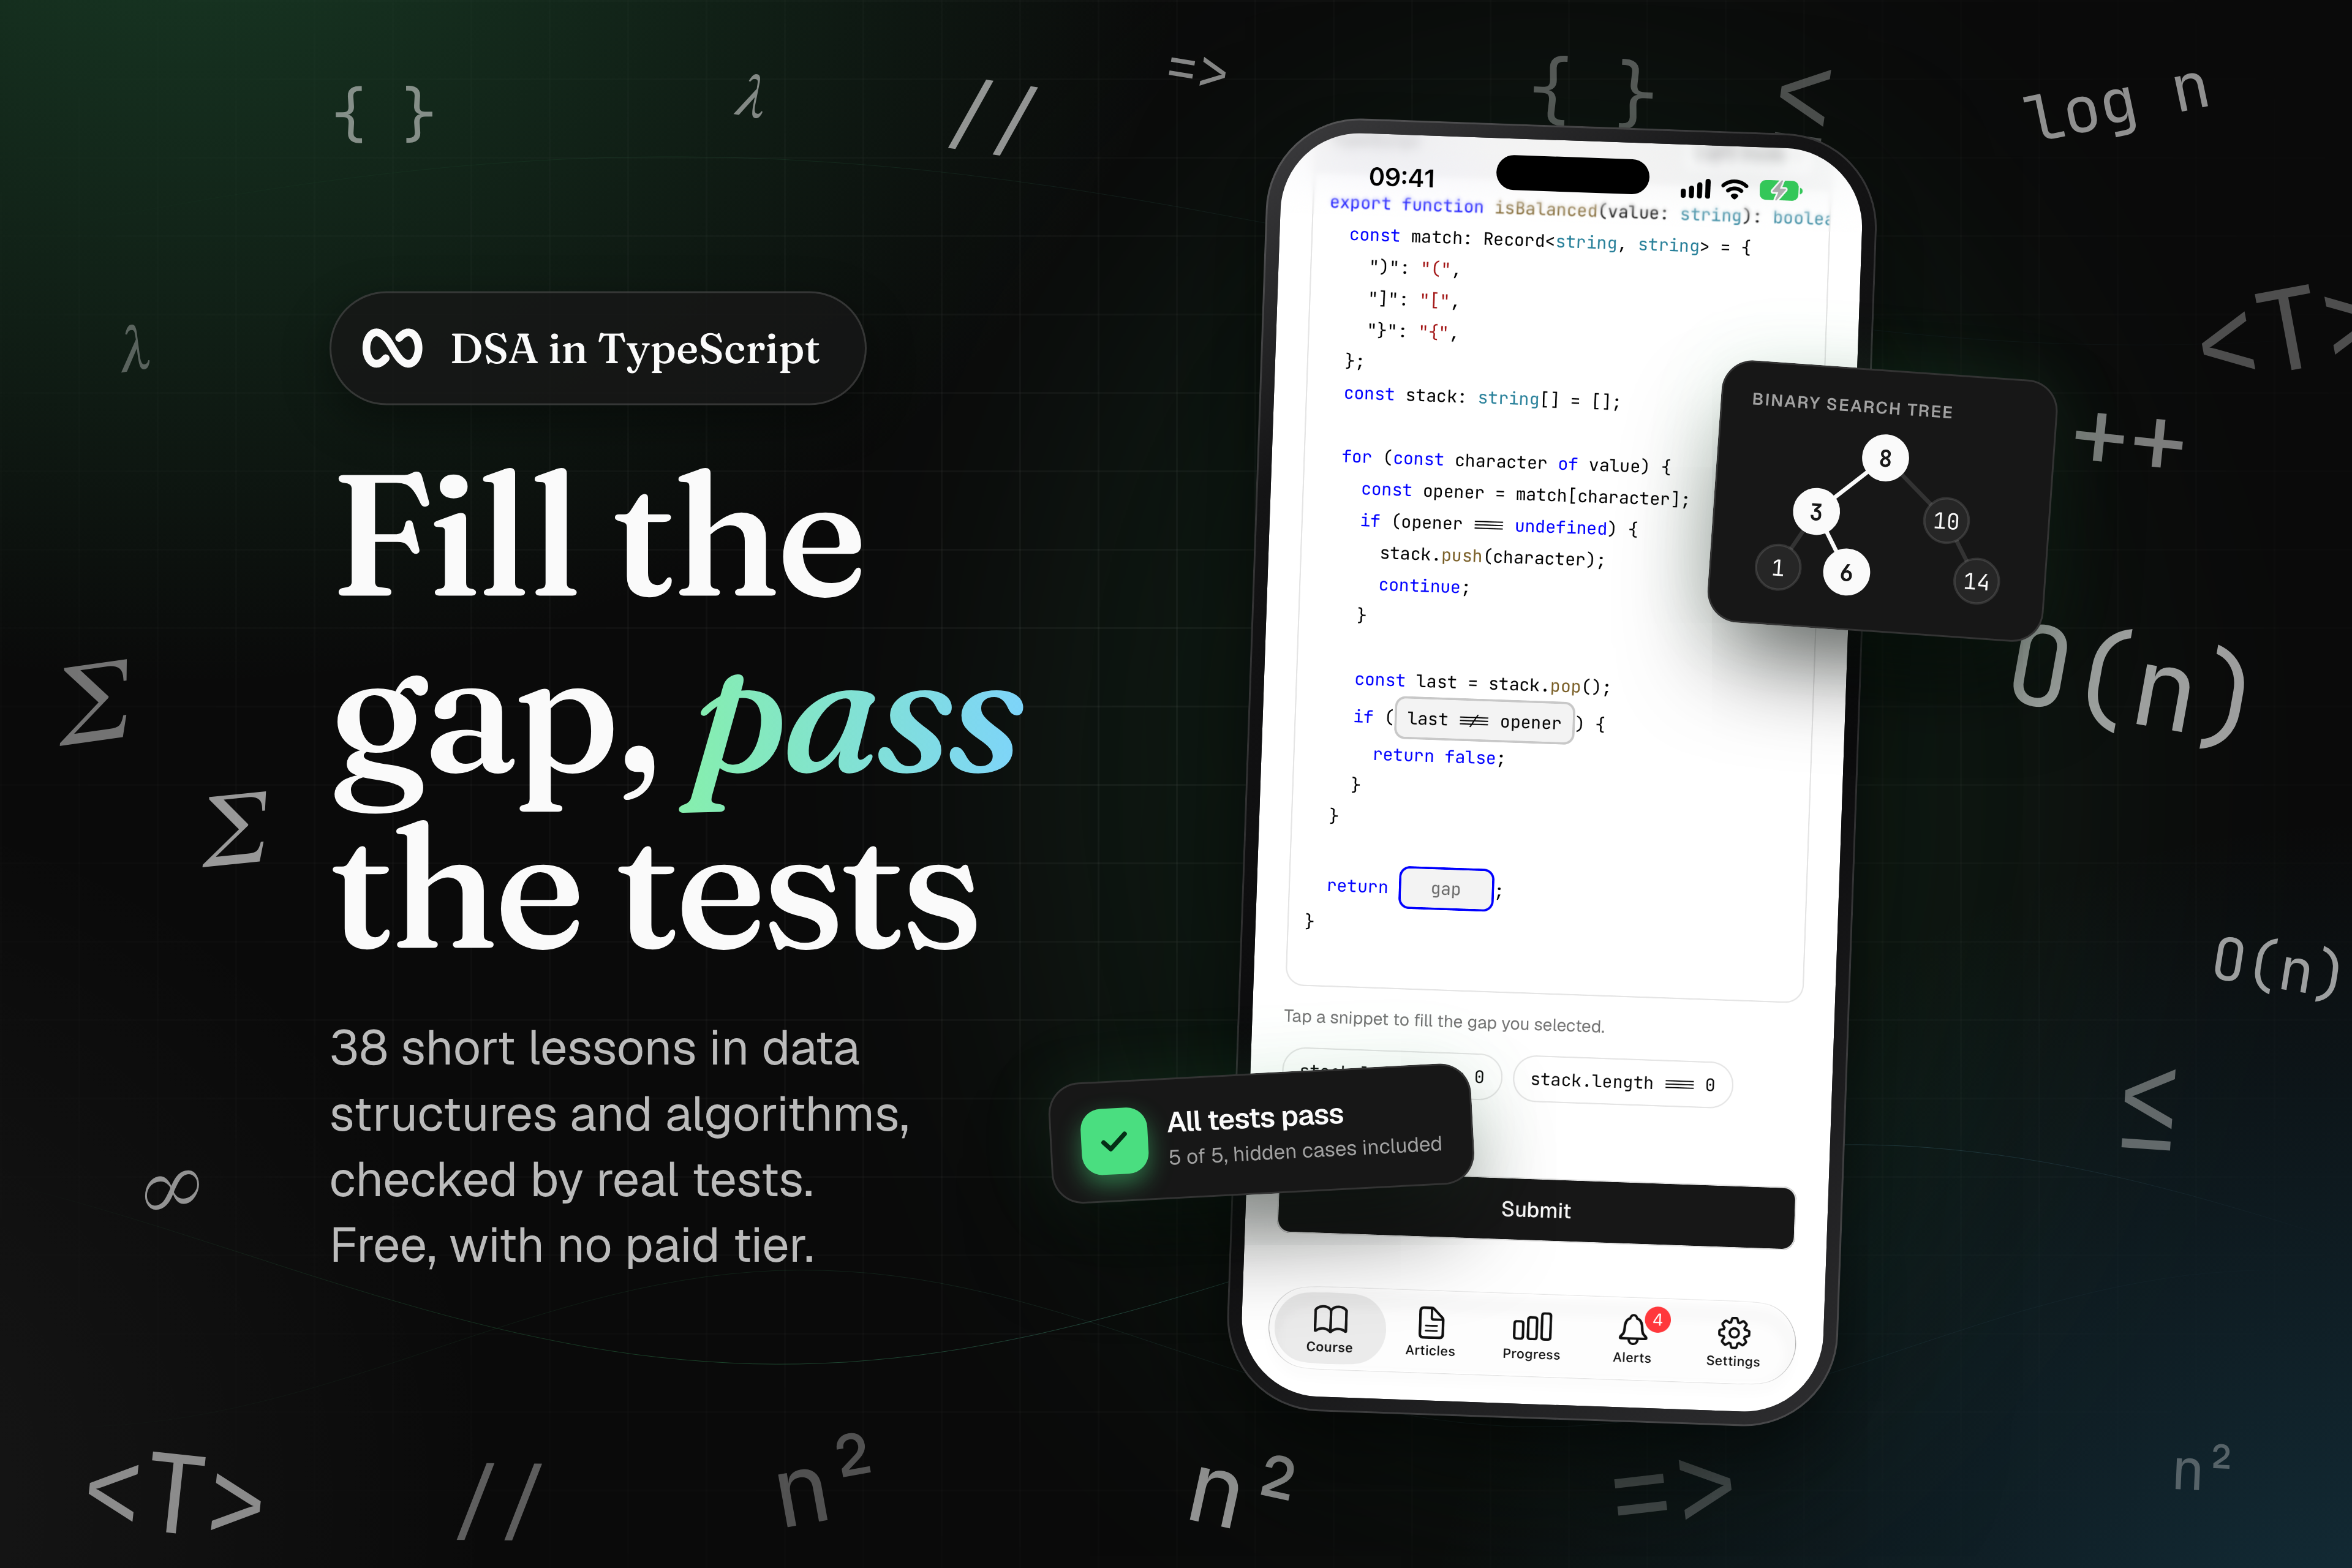 { }
λ
//
=>
{ }
<
log n
λ
<T>
++
Σ
O(n)
Σ
O(n)
≤
∞
<T>
//
n²
n²
=>
n²
DSA in TypeScript
Fill the
gap, pass
the tests
38 short lessons in data
structures and algorithms,
checked by real tests.
Free, with no paid tier.
09:41
export function isBalanced(value: string): boolea
const match: Record<string, string> = {
")": "(",
"]": "[",
"}": "{",
};
const stack: string[] = [];
for (const character of value) {
const opener = match[character];
if (opener === undefined) {
stack.push(character);
continue;
}
const last = stack.pop();
if (last !== opener) {
return false;
}
}
return gap;
}
Tap a snippet to fill the gap you selected.
0
stack.length === 0
Submit
Course
Articles
Progress
4
Alerts
Settings
BINARY SEARCH TREE
8
3
10
1
6
14
All tests pass
5 of 5, hidden cases included